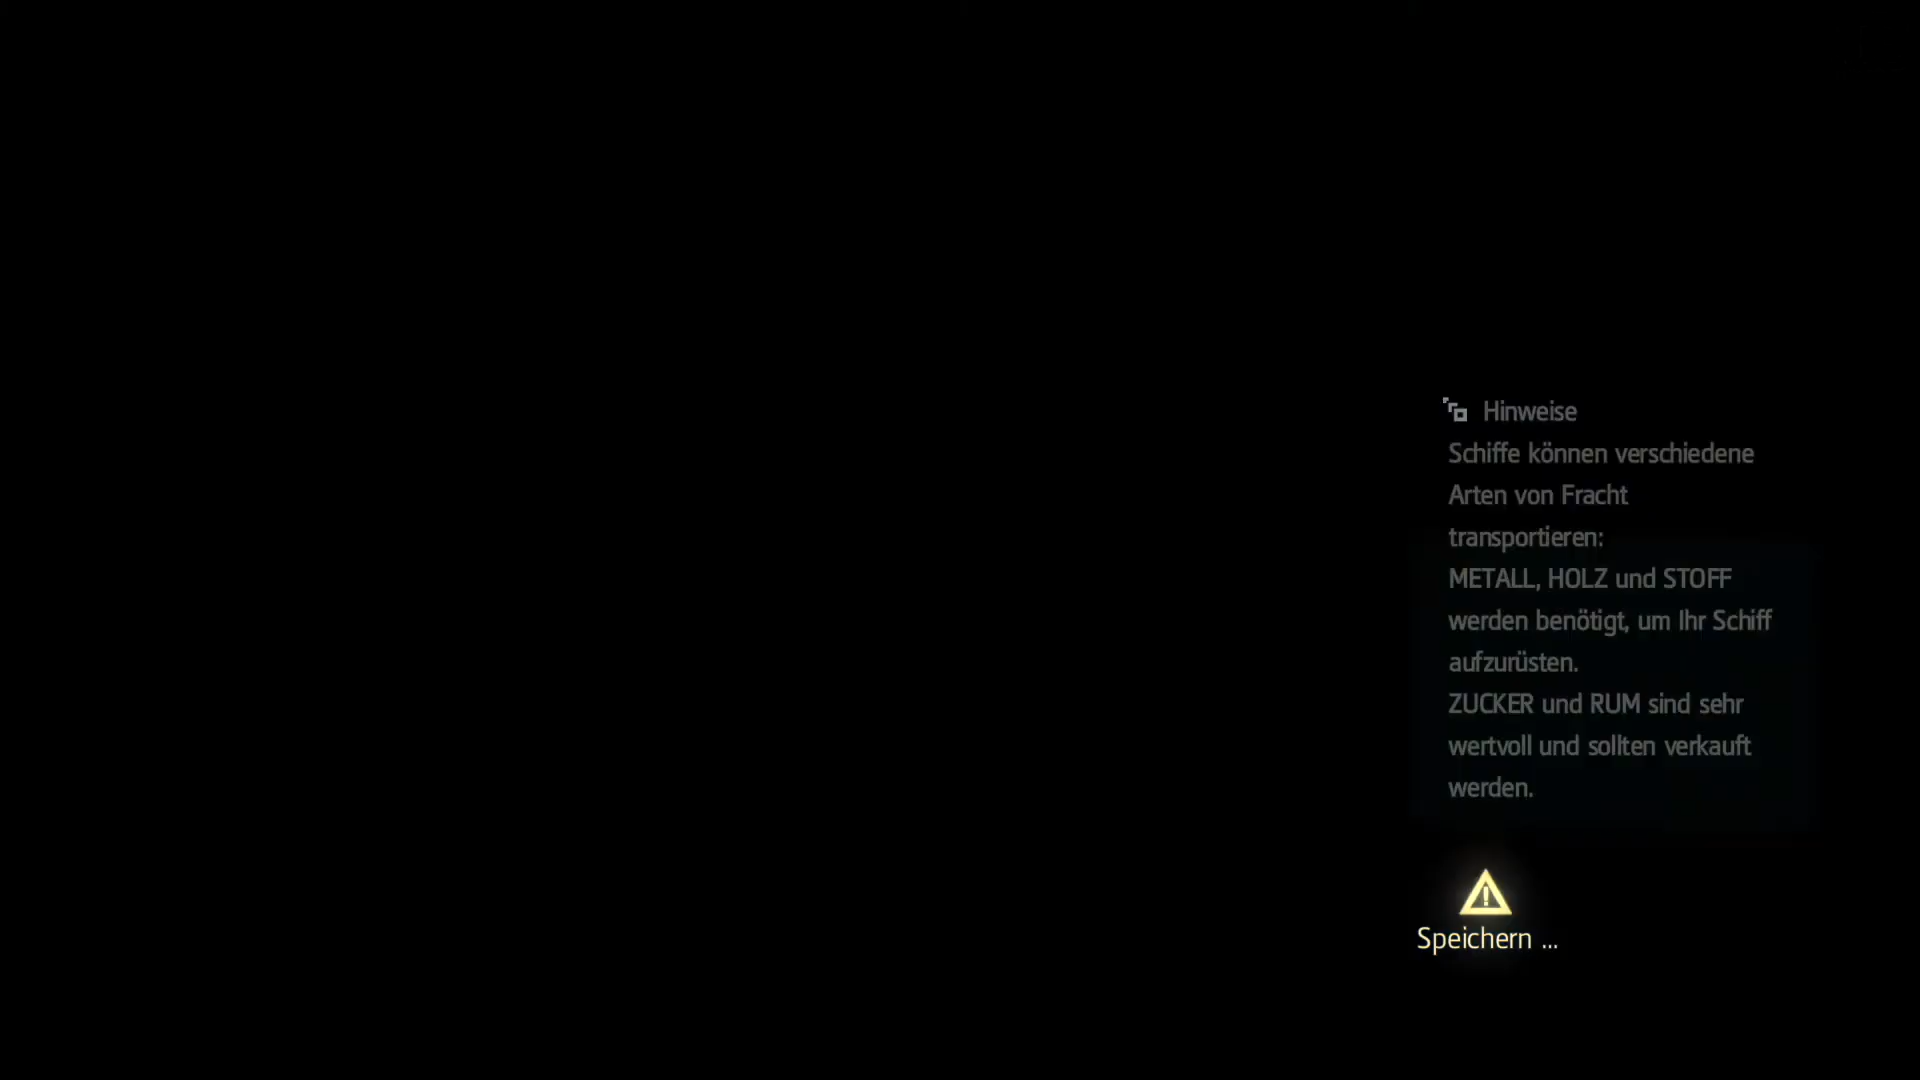 Hinweise
Schiffe können verschiedene
Arten von Fracht
transportieren:
METALL, HOLZ und STOFF
werden benötigt, um Ihr Schiff
aufzurüsten.
ZUCKER und RUM sind sehr
wertvoll und sollten verkauft
werden.
Speichern ...